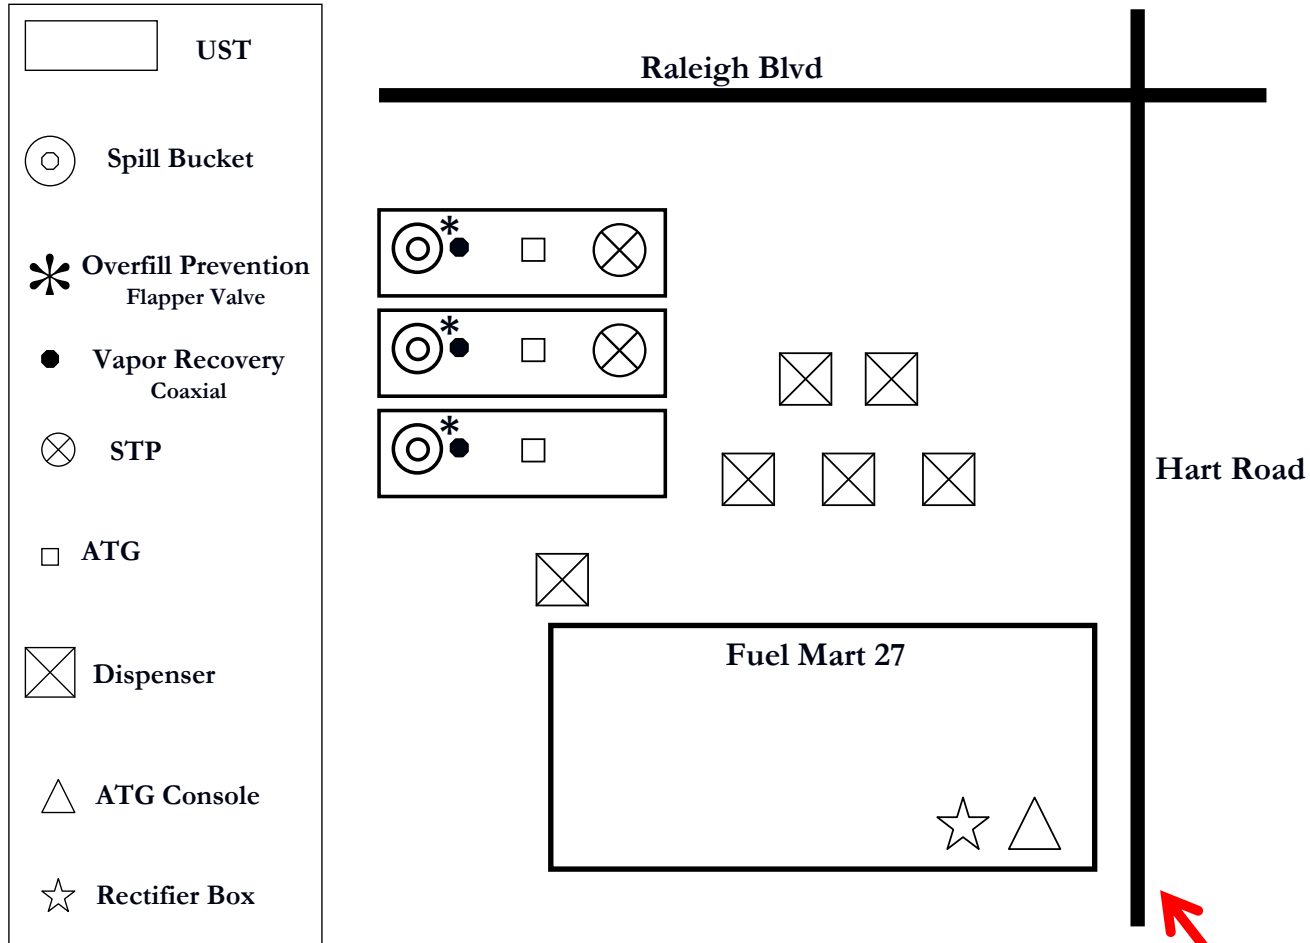 UST
Spill Bucket
Overfill Prevention
Flapper Valve
Vapor Recovery
Coaxial
STP
ATG
Dispenser
ATG Console
Rectifier Box
Raleigh Blvd
Hart Road
Fuel Mart 27